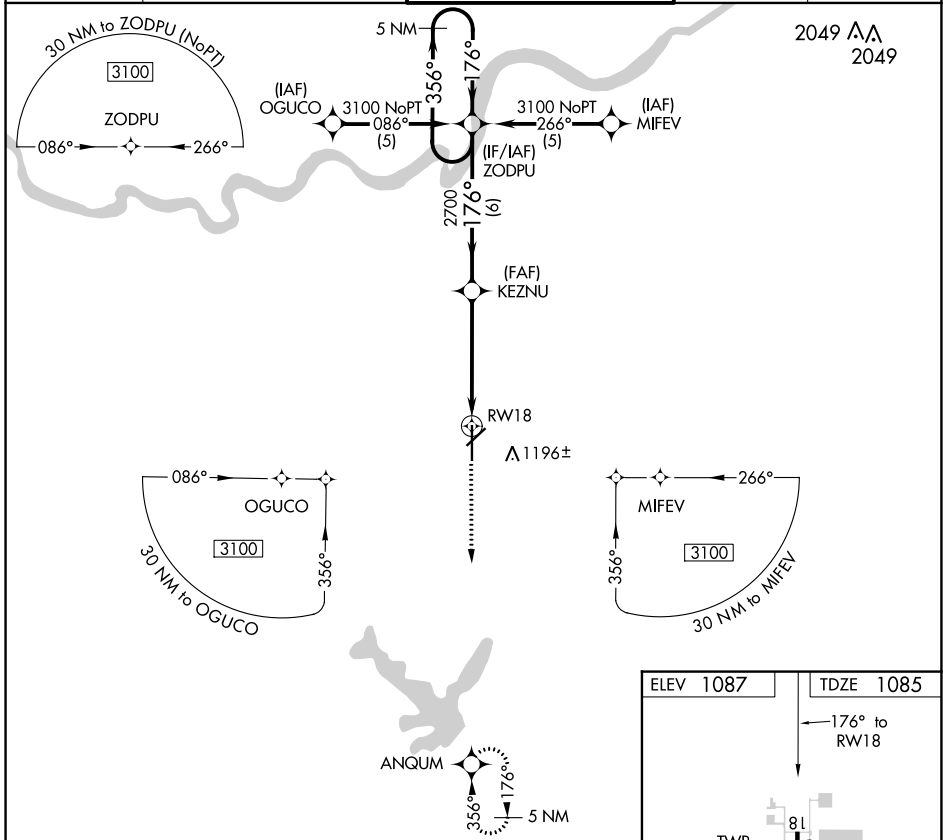 5 NM
2049
2049
30 NM to ZODPU (NoPT)
3100
ZODPU
086°
266°
356°
176°
(IAF)
OGUCO
3100 NoPT
086°
(5)
3100 NoPT
266°
(5)
(IAF)
MIFEV
(IF/IAF)
ZODPU
2700
176°
(6)
(FAF)
KEZNU
RW18
1196±
086°
OGUCO
3100
356°
30 NM to OGUCO
266°
MIFEV
3100
356°
30 NM to MIFEV
ANQUM
356°
176°
5 NM
ELEV 1087
TDZE 1085
176° to
RW18
18
TWR